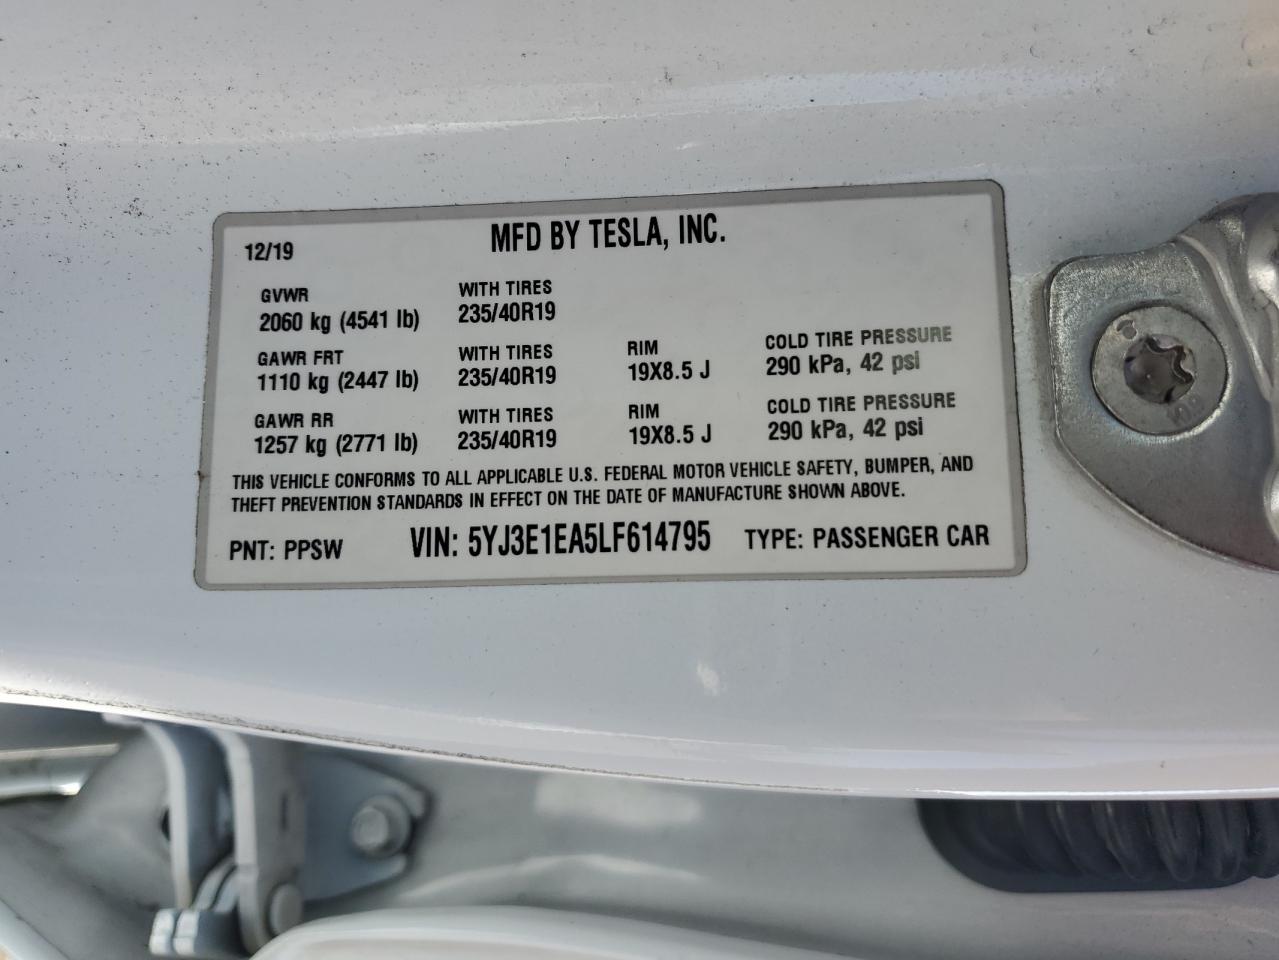 MFD BY TESLA, INC.
12/19
GVWR WITH TIRES
2060 kg (4541 lb) 235/40R19
GAWR FRT WITH TIRES RIM COLD TIRE PRESSURE
1110 kg (2447 lb) 235/40R19 19X8.5 J 290 kPa, 42 psi
GAWR RR WITH TIRES RIM COLD TIRE PRESSURE
1257 kg (2771 lb) 235/40R19 19X8.5 J 290 kPa, 42 psi
THIS VEHICLE CONFORMS TO ALL APPLICABLE U.S. FEDERAL MOTOR VEHICLE SAFETY, BUMPER, AND
THEFT PREVENTION STANDARDS IN EFFECT ON THE DATE OF MANUFACTURE SHOWN ABOVE.
PNT: PPSW VIN: 5YJ3E1EA5LF614795 TYPE: PASSENGER CAR